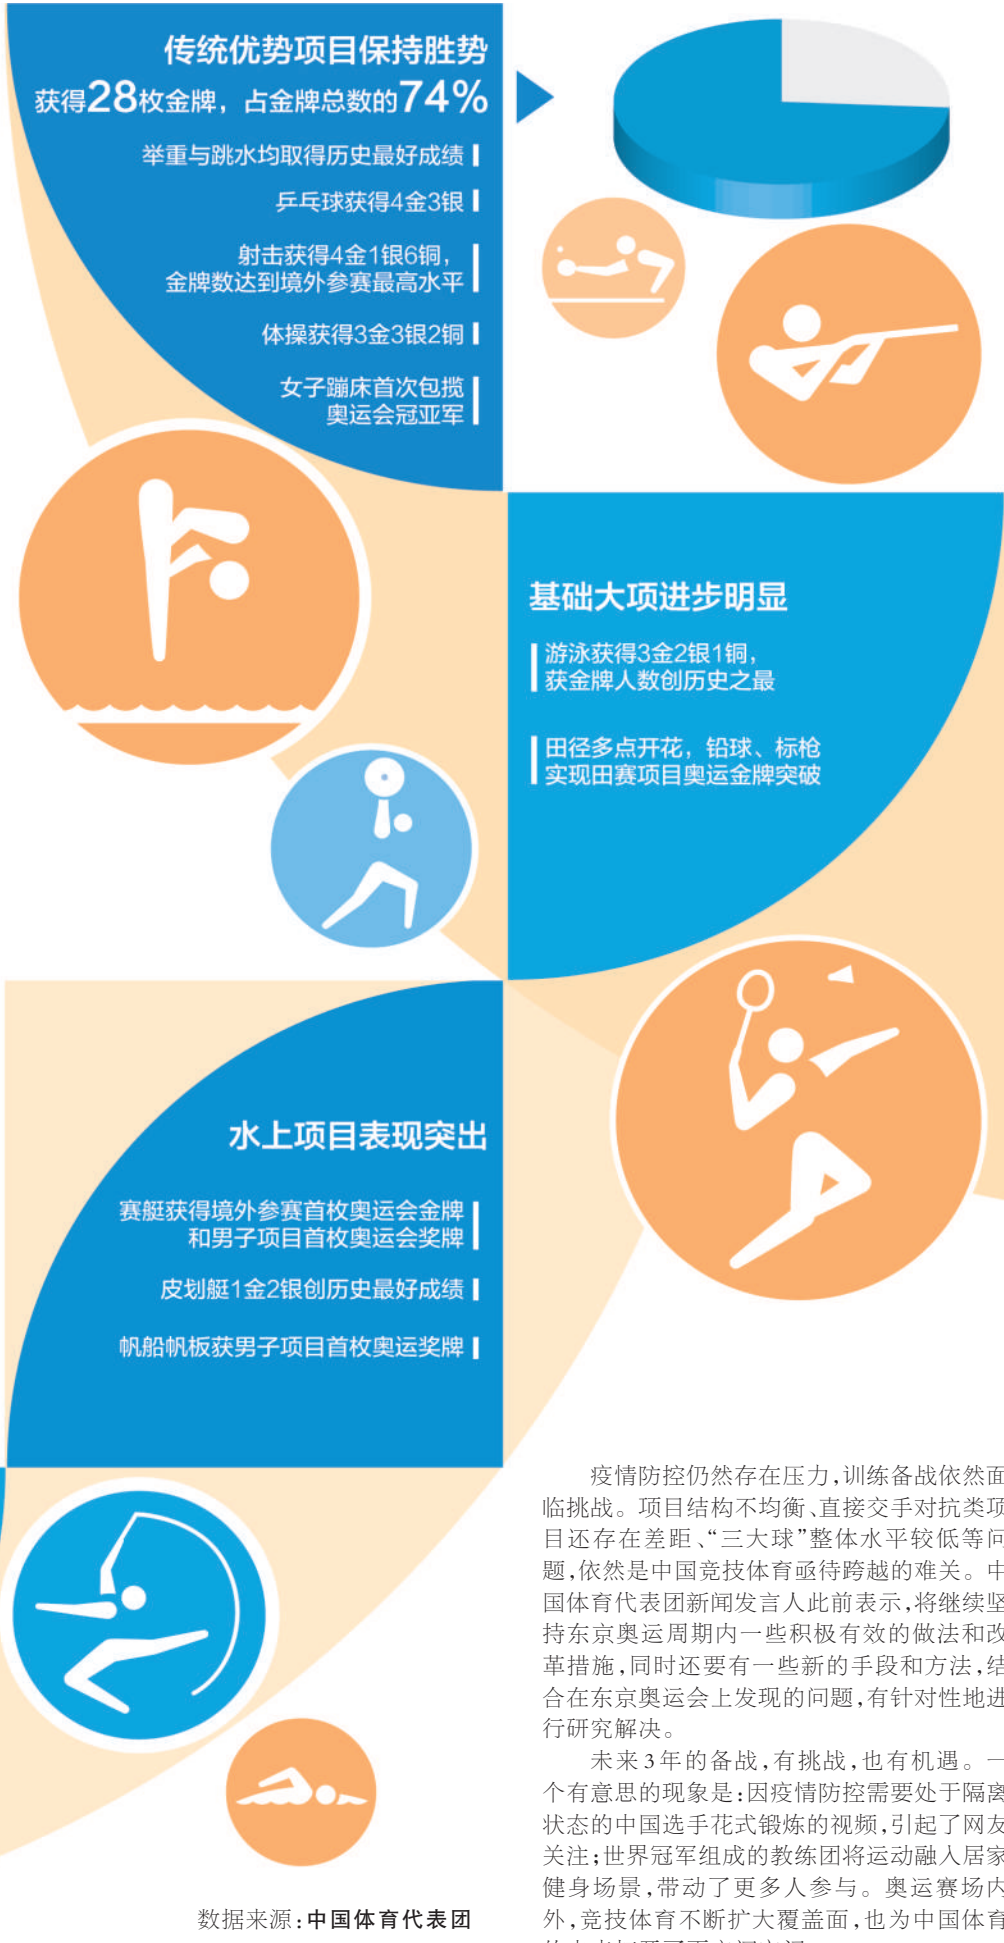 传统优势项目保持胜势
获得28枚金牌，占金牌总数的74%
举重与跳水均取得历史最好成绩
乒乓球获得4金3银
射击获得4金1银6铜，
金牌数达到境外参赛最高水平
体操获得3金3银2铜
女子蹦床首次包揽
奥运会冠亚军
基础大项进步明显
游泳获得3金2银1铜，
获金牌人数创历史之最
田径多点开花，铅球、标枪
实现田赛项目奥运金牌突破
水上项目表现突出
赛艇获得境外参赛首枚奥运会金牌
和男子项目首枚奥运会奖牌
皮划艇1金2银创历史最好成绩
帆船帆板获男子项目首枚奥运奖牌
数据来源：中国体育代表团
疫情防控仍然存在压力，训练备战依然面
临挑战。项目结构不均衡、直接交手对抗类项
目还存在差距、“三大球”整体水平较低等问
题，依然是中国竞技体育亟待跨越的难关。中
国体育代表团新闻发言人此前表示，将继续坚
持东京奥运周期内一些积极有效的做法和改
革措施，同时还要有一些新的手段和方法，结
合在东京奥运会上发现的问题，有针对性地进
行研究解决。
未来3年的备战，有挑战，也有机遇。一
个有意思的现象是：因疫情防控需要处于隔离
状态的中国选手花式锻炼的视频，引起了网友
关注；世界冠军组成的教练团将运动融入居家
健身场景，带动了更多人参与。奥运赛场内
外，竞技体育不断扩大覆盖面，也为中国体育